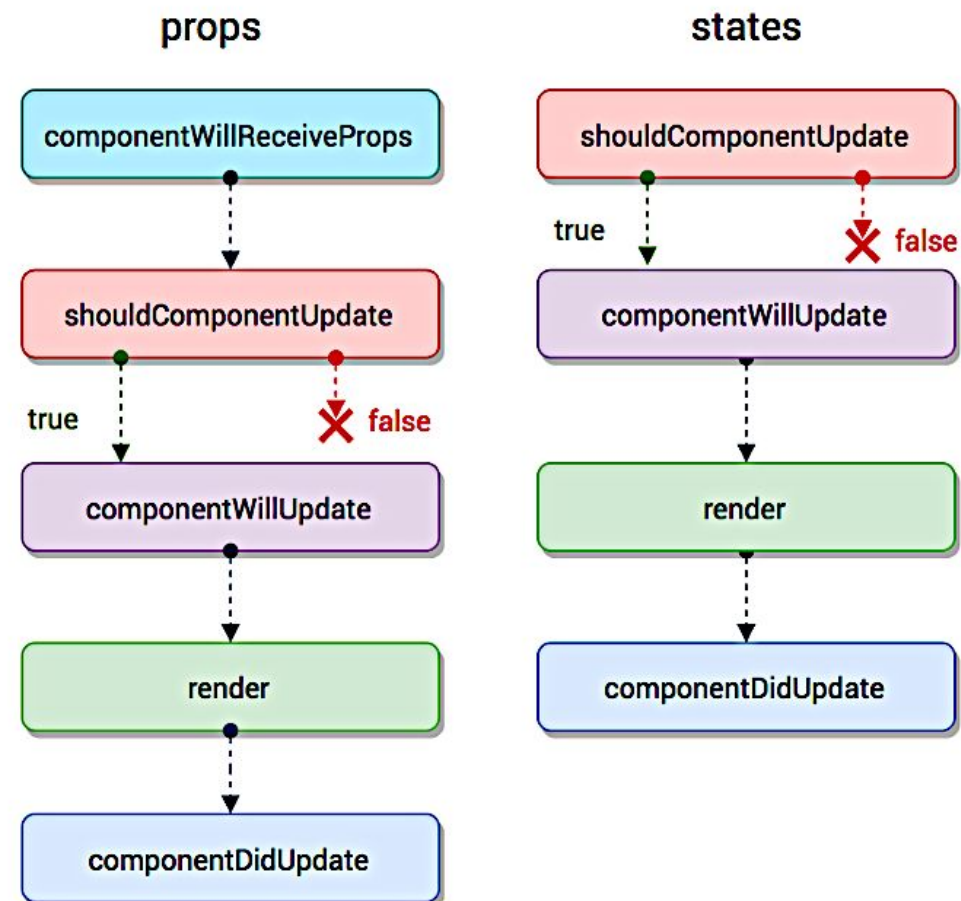 props
componentWillReceiveProps
shouldComponentUpdate
true
false
componentWillUpdate
render
componentDidUpdate
states
shouldComponentUpdate
true
false
componentWillUpdate
render
componentDidUpdate